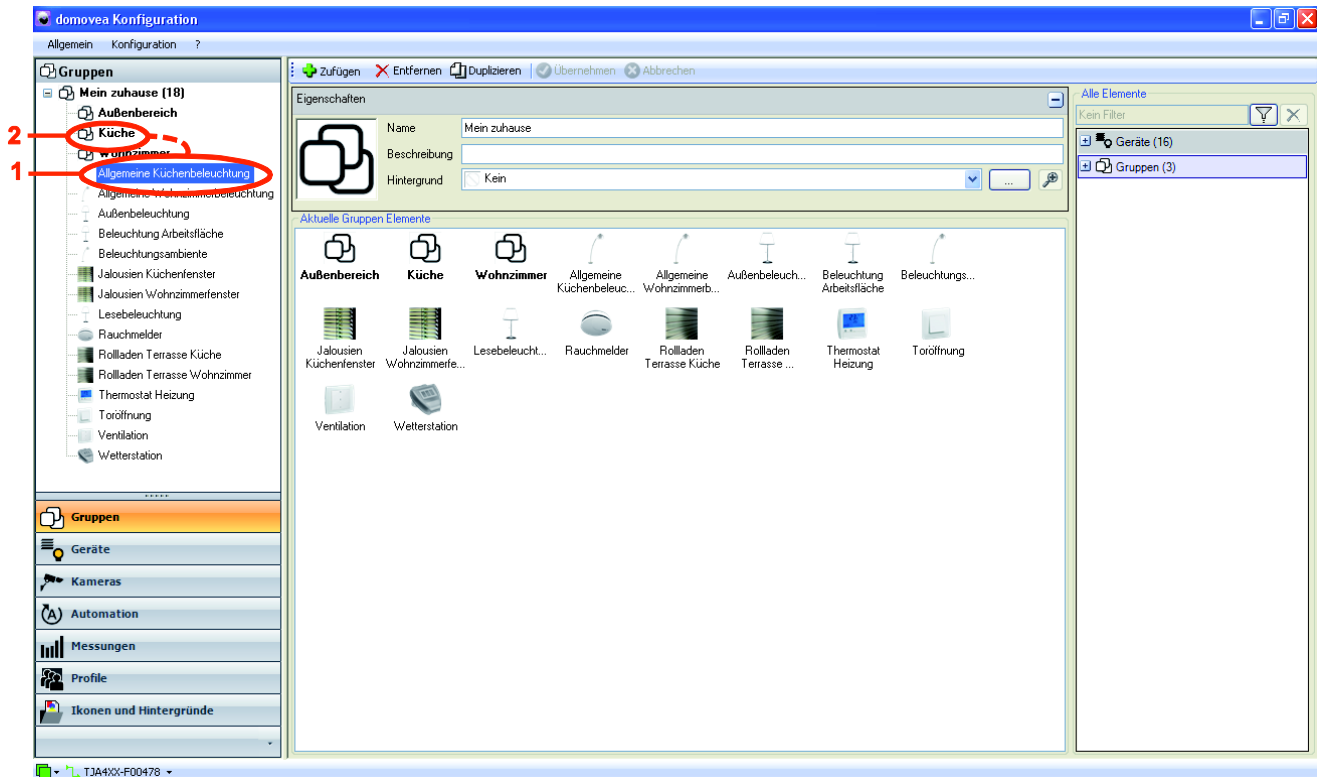 domovea Konfiguration
Allgemein Konfiguration ?
Gruppen
Mein zuhause (18)
Außenbereich
2
Küche
Wohnzimmer
1
Allgemeine Küchenbeleuchtung
Allgemeine Wohnzimmerbeleuchtung
Außenbeleuchtung
Beleuchtung Arbeitsfläche
Beleuchtungsambiente
Jalousien Küchenfenster
Jalousien Wohnzimmerfenster
Lesebeleuchtung
Rauchmelder
Rollladen Terrasse Küche
Rollladen Terrasse Wohnzimmer
Thermostat Heizung
Toröffnung
Ventilation
Wetterstation
Gruppen
Geräte
Kameras
Automation
Messungen
Profile
Ikonen und Hintergründe
Zufügen Entfernen Duplizieren Übernehmen Abbrechen
Eigenschaften
Name Mein zuhause
Beschreibung
Hintergrund Kein ...
Aktuelle Gruppen Elemente
Außenbereich Küche Wohnzimmer Allgemeine Küchenbeleuc... Allgemeine Wohnzimmerb... Außenbeleuch... Beleuchtung Arbeitsfläche Beleuchtungs...
Jalousien Küchenfenster Jalousien Wohnzimmerfe... Lesebeleucht... Rauchmelder Rollladen Terrasse Küche Rollladen Terrasse ... Thermostat Heizung Toröffnung
Ventilation Wetterstation
Alle Elemente
Kein Filter
Geräte (16)
Gruppen (3)
TJA4XX-F00478